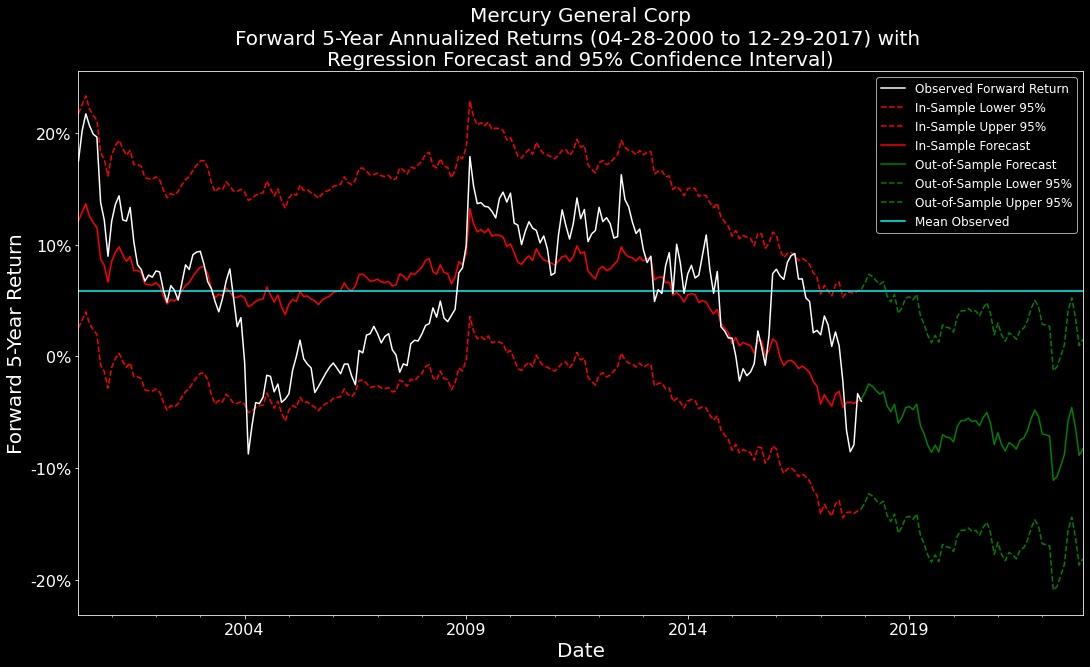 Mercury General Corp
Forward 5-Year Annualized Returns (04-28-2000 to 12-29-2017) with
Regression Forecast and 95% Confidence Interval)
Observed Forward Return
In-Sample Lower 95%
In-Sample Upper 95%
In-Sample Forecast
Out-of-Sample Forecast
Out-of-Sample Lower 95%
Out-of-Sample Upper 95%
Mean Observed
Forward 5-Year Return
20%
10%
0%
-10%
-20%
2004
2009
2014
2019
Date